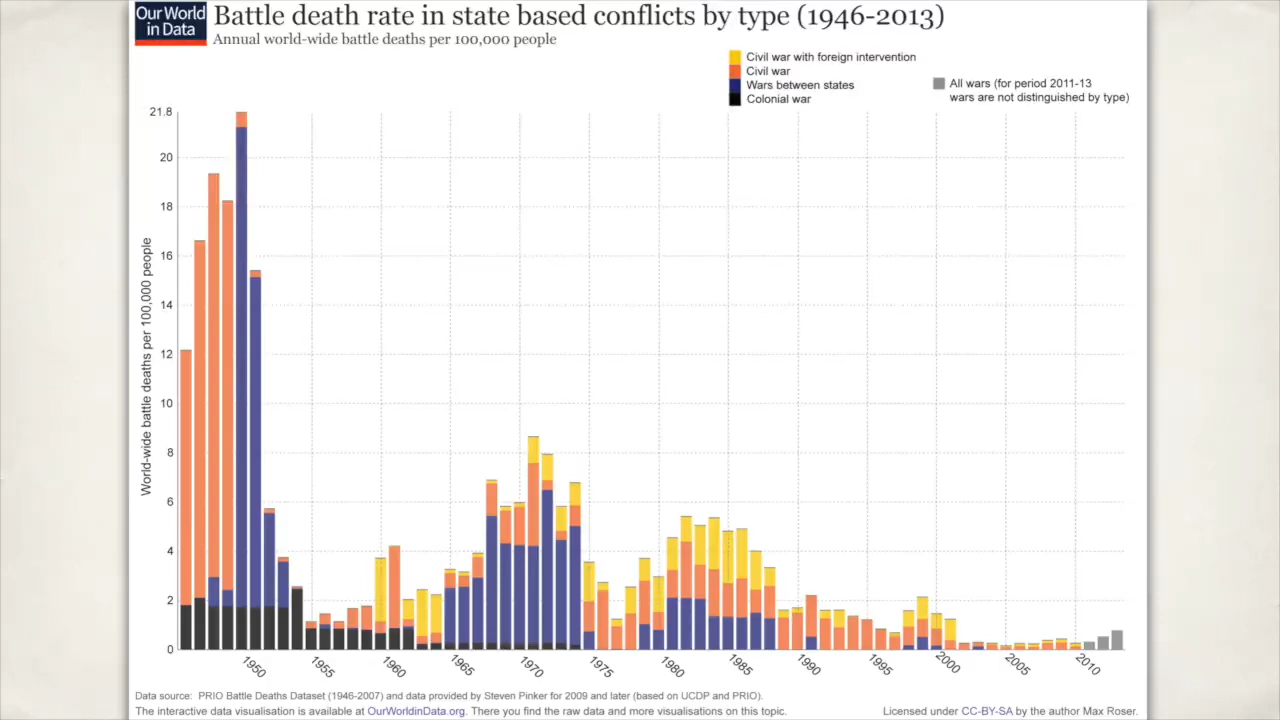 Our World
in Data
Battle death rate in state based conflicts by type (1946-2013)
Annual world-wide battle deaths per 100,000 people
Civil war with foreign intervention
Civil war
Wars between states
Colonial war
All wars (for period 2011-13
wars are not distinguished by type)
World-wide battle deaths per 100,000 people
21.8
20
18
16
14
12
10
8
6
4
2
0
1950
1955
1960
1965
1970
1975
1980
1985
1990
1995
2000
2005
2010
Data source: PRIO Battle Deaths Dataset (1946-2007) and data provided by Steven Pinker for 2009 and later (based on UCDP and PRIO).
The interactive data visualisation is available at OurWorldinData.org. There you find the raw data and more visualisations on this topic.
Licensed under CC-BY-SA by the author Max Roser.